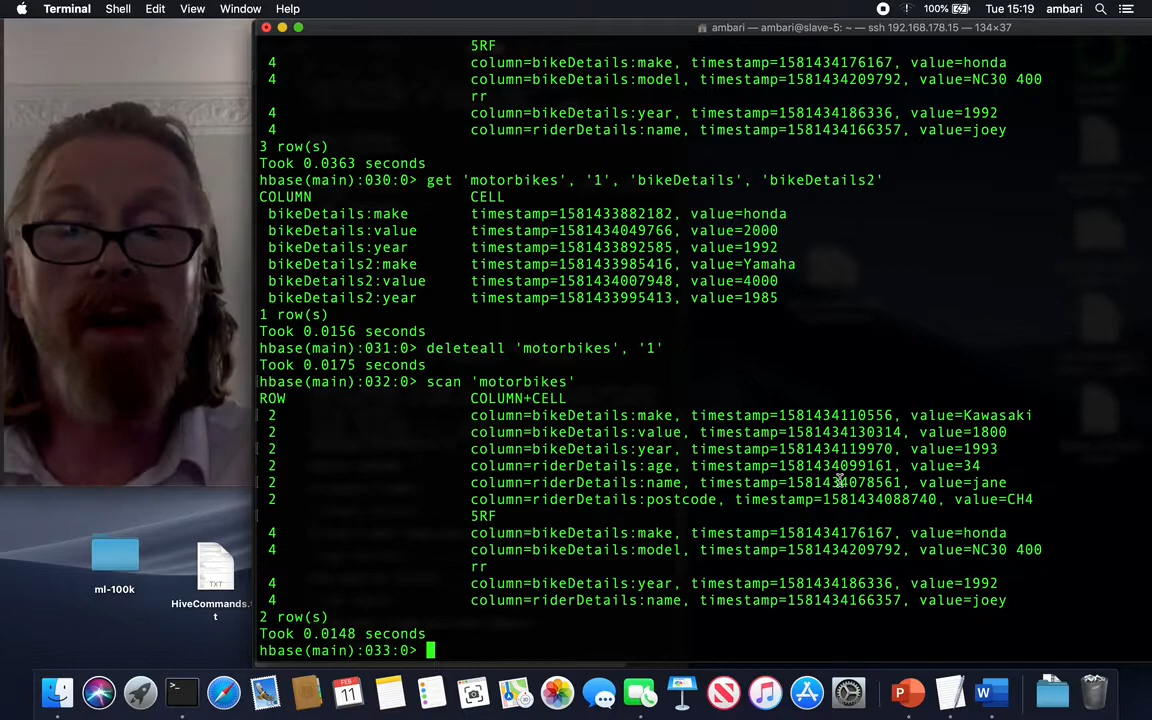 Terminal Shell Edit View Window Help 100% Tue 15:19 ambari
ambari — ambari@slave-5: ~ — ssh 192.168.178.15 — 134×37
5RF
4 column=bikeDetails:make, timestamp=1581434176167, value=honda
4 column=bikeDetails:model, timestamp=1581434209792, value=NC30 400
rr
4 column=bikeDetails:year, timestamp=1581434186336, value=1992
4 column=riderDetails:name, timestamp=1581434166357, value=joey
3 row(s)
Took 0.0363 seconds
hbase(main):030:0> get 'motorbikes', '1', 'bikeDetails', 'bikeDetails2'
COLUMN CELL
bikeDetails:make timestamp=1581433882182, value=honda
bikeDetails:value timestamp=1581434049766, value=2000
bikeDetails:year timestamp=1581433892585, value=1992
bikeDetails2:make timestamp=1581433985416, value=Yamaha
bikeDetails2:value timestamp=1581434007948, value=4000
bikeDetails2:year timestamp=1581433995413, value=1985
1 row(s)
Took 0.0156 seconds
hbase(main):031:0> deleteall 'motorbikes', '1'
Took 0.0175 seconds
hbase(main):032:0> scan 'motorbikes'
ROW COLUMN+CELL
2 column=bikeDetails:make, timestamp=1581434110556, value=Kawasaki
2 column=bikeDetails:value, timestamp=1581434130314, value=1800
2 column=bikeDetails:year, timestamp=1581434119970, value=1993
2 column=riderDetails:age, timestamp=1581434099161, value=34
2 column=riderDetails:name, timestamp=1581434078561, value=jane
2 column=riderDetails:postcode, timestamp=1581434088740, value=CH4
5RF
4 column=bikeDetails:make, timestamp=1581434176167, value=honda
4 column=bikeDetails:model, timestamp=1581434209792, value=NC30 400
rr
4 column=bikeDetails:year, timestamp=1581434186336, value=1992
4 column=riderDetails:name, timestamp=1581434166357, value=joey
2 row(s)
Took 0.0148 seconds
hbase(main):033:0>
TXT
ml-100k
HiveCommands.t
t
FEB
11